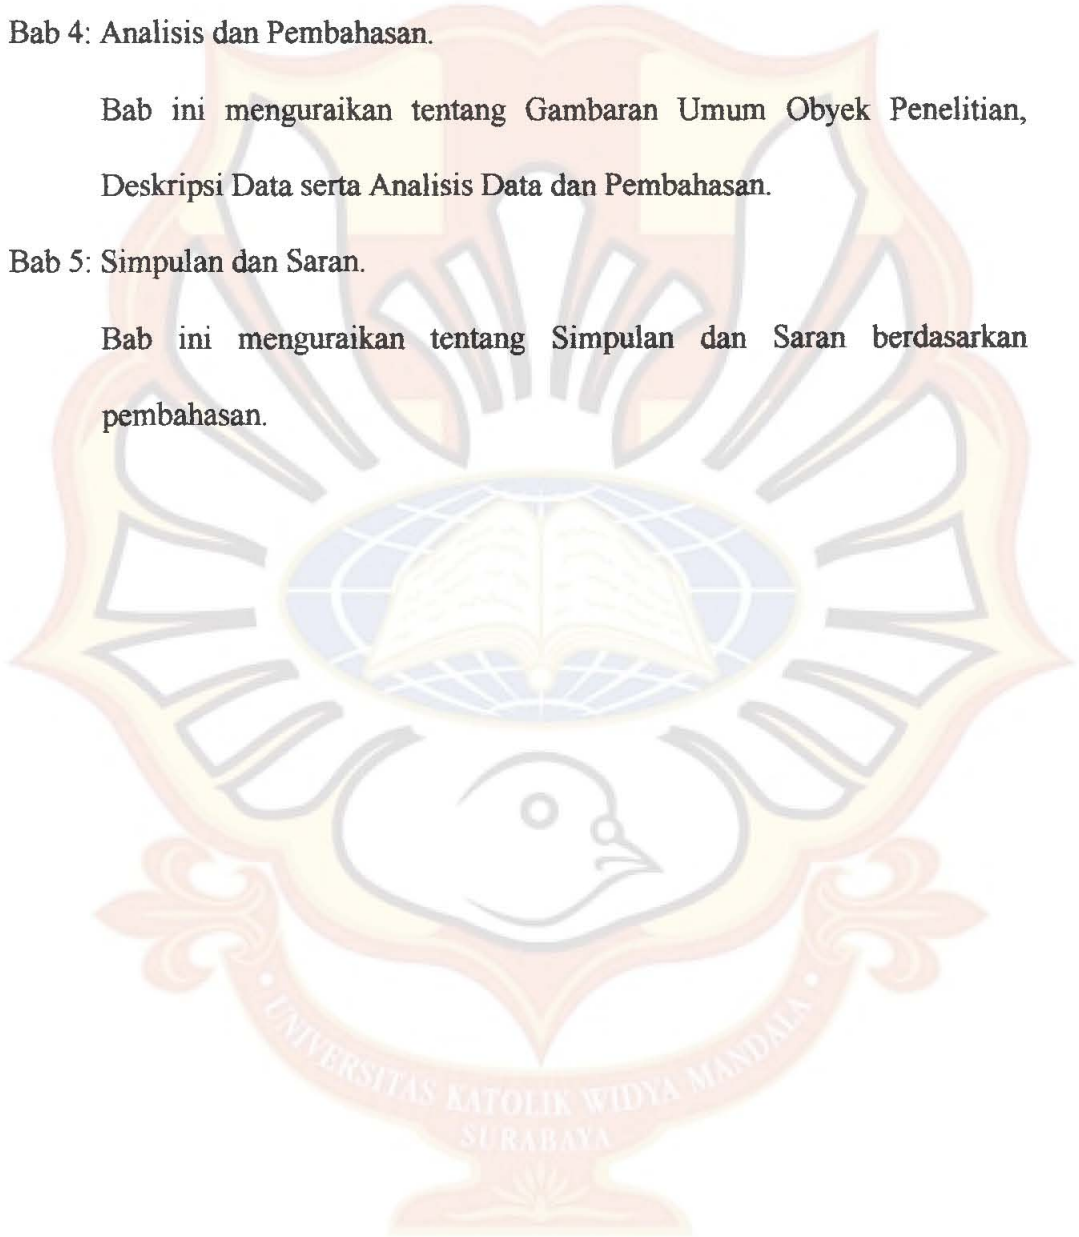 Bab 4: Analisis dan Pembahasan.
Bab ini menguraikan tentang Gambaran Umum Obyek Penelitian,
Deskripsi Data serta Analisis Data dan Pembahasan.
Bab 5: Simpulan dan Saran.
Bab ini menguraikan tentang Simpulan dan Saran berdasarkan
pembahasan.
UNIVERSITAS KATOLIK WIDYA MANDALA
SURABAYA